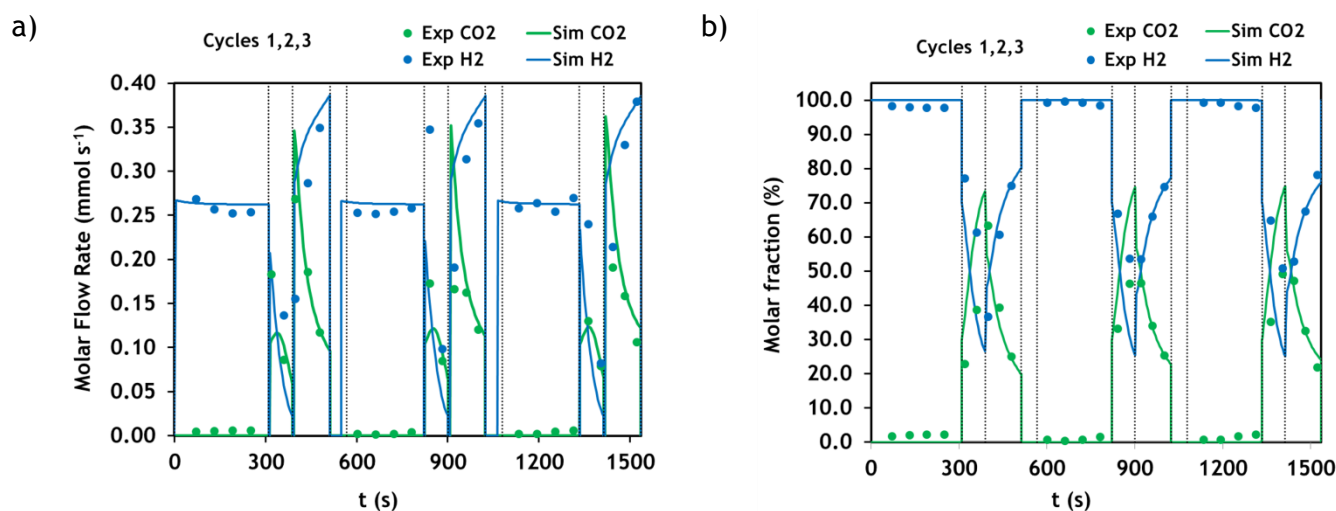 a)
Cycles 1,2,3
Exp CO2
Sim CO2
Exp H2
Sim H2
Molar Flow Rate (mmol s⁻¹)
0.40
0.35
0.30
0.25
0.20
0.15
0.10
0.05
0.00
0
300
600
900
1200
1500
t (s)
b)
Cycles 1,2,3
Exp CO2
Sim CO2
Exp H2
Sim H2
Molar fraction (%)
100.0
90.0
80.0
70.0
60.0
50.0
40.0
30.0
20.0
10.0
0.0
0
300
600
900
1200
1500
t (s)